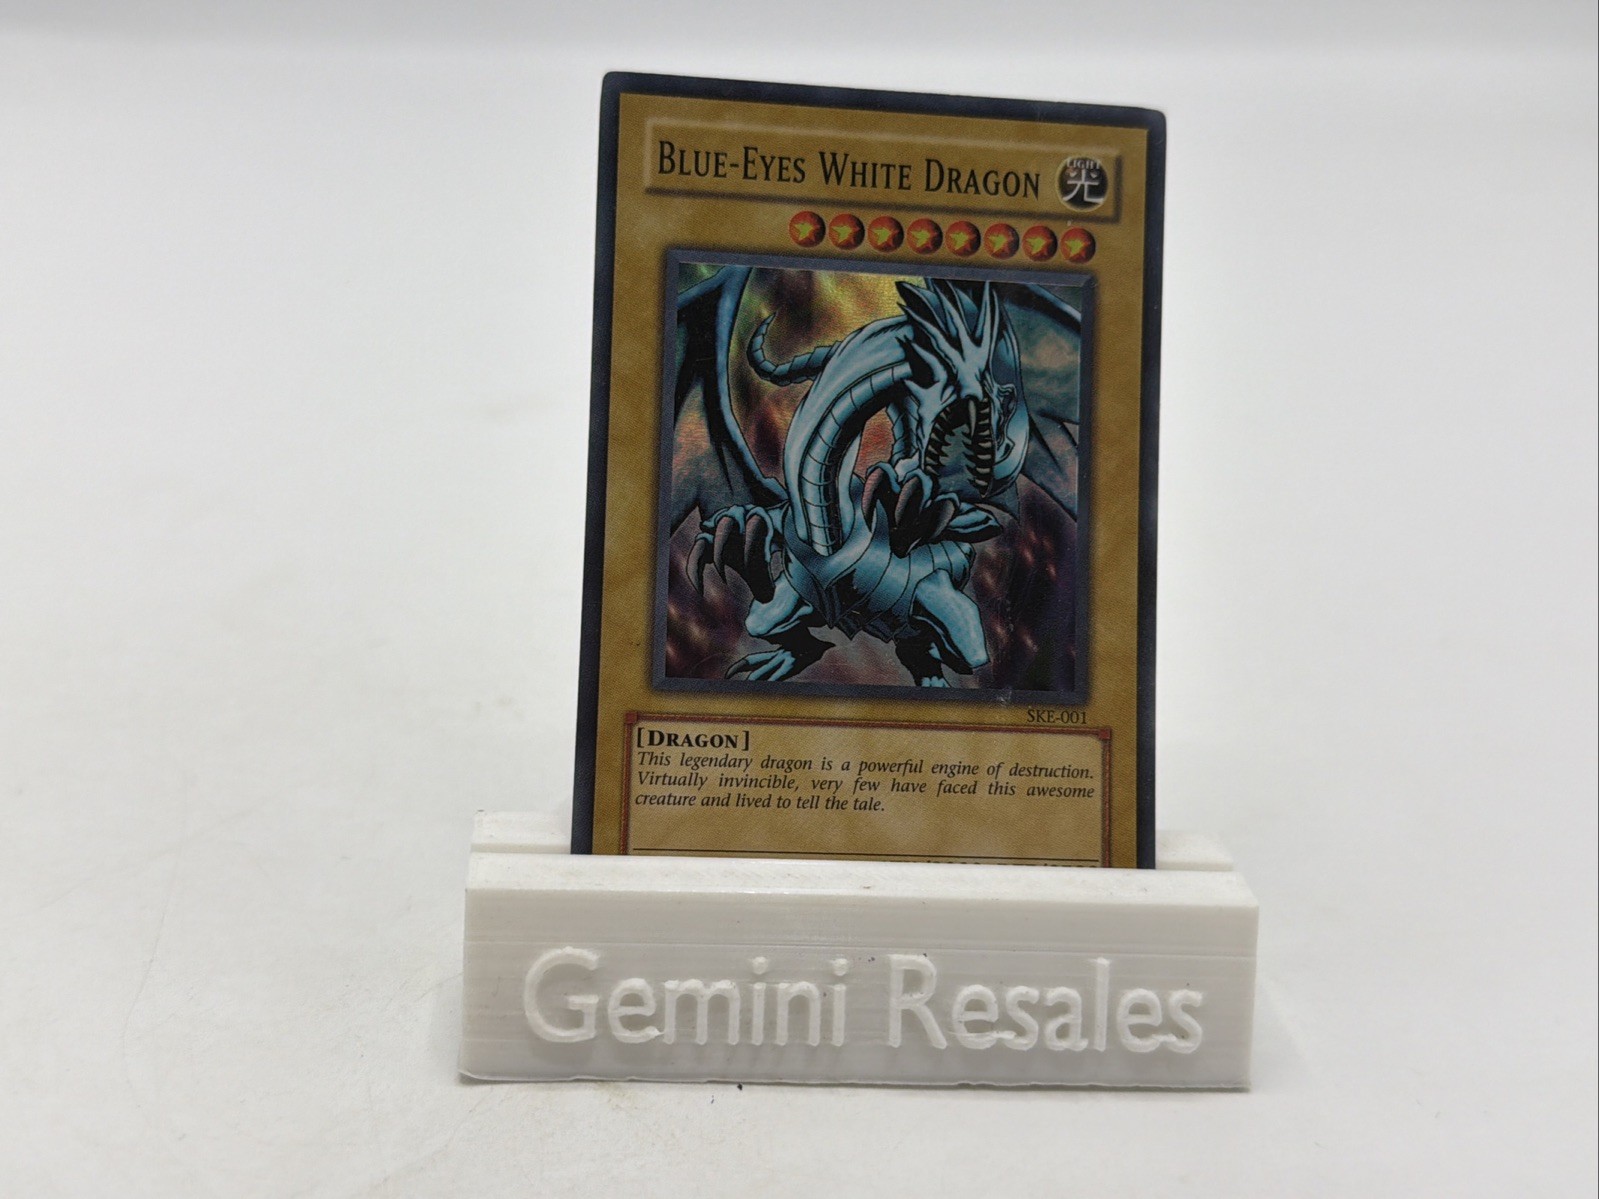 BLUE-EYES WHITE DRAGON
LIGHT
光
SKE-001
[DRAGON]
This legendary dragon is a powerful engine of destruction.
Virtually invincible, very few have faced this awesome
creature and lived to tell the tale.
Gemini Resales